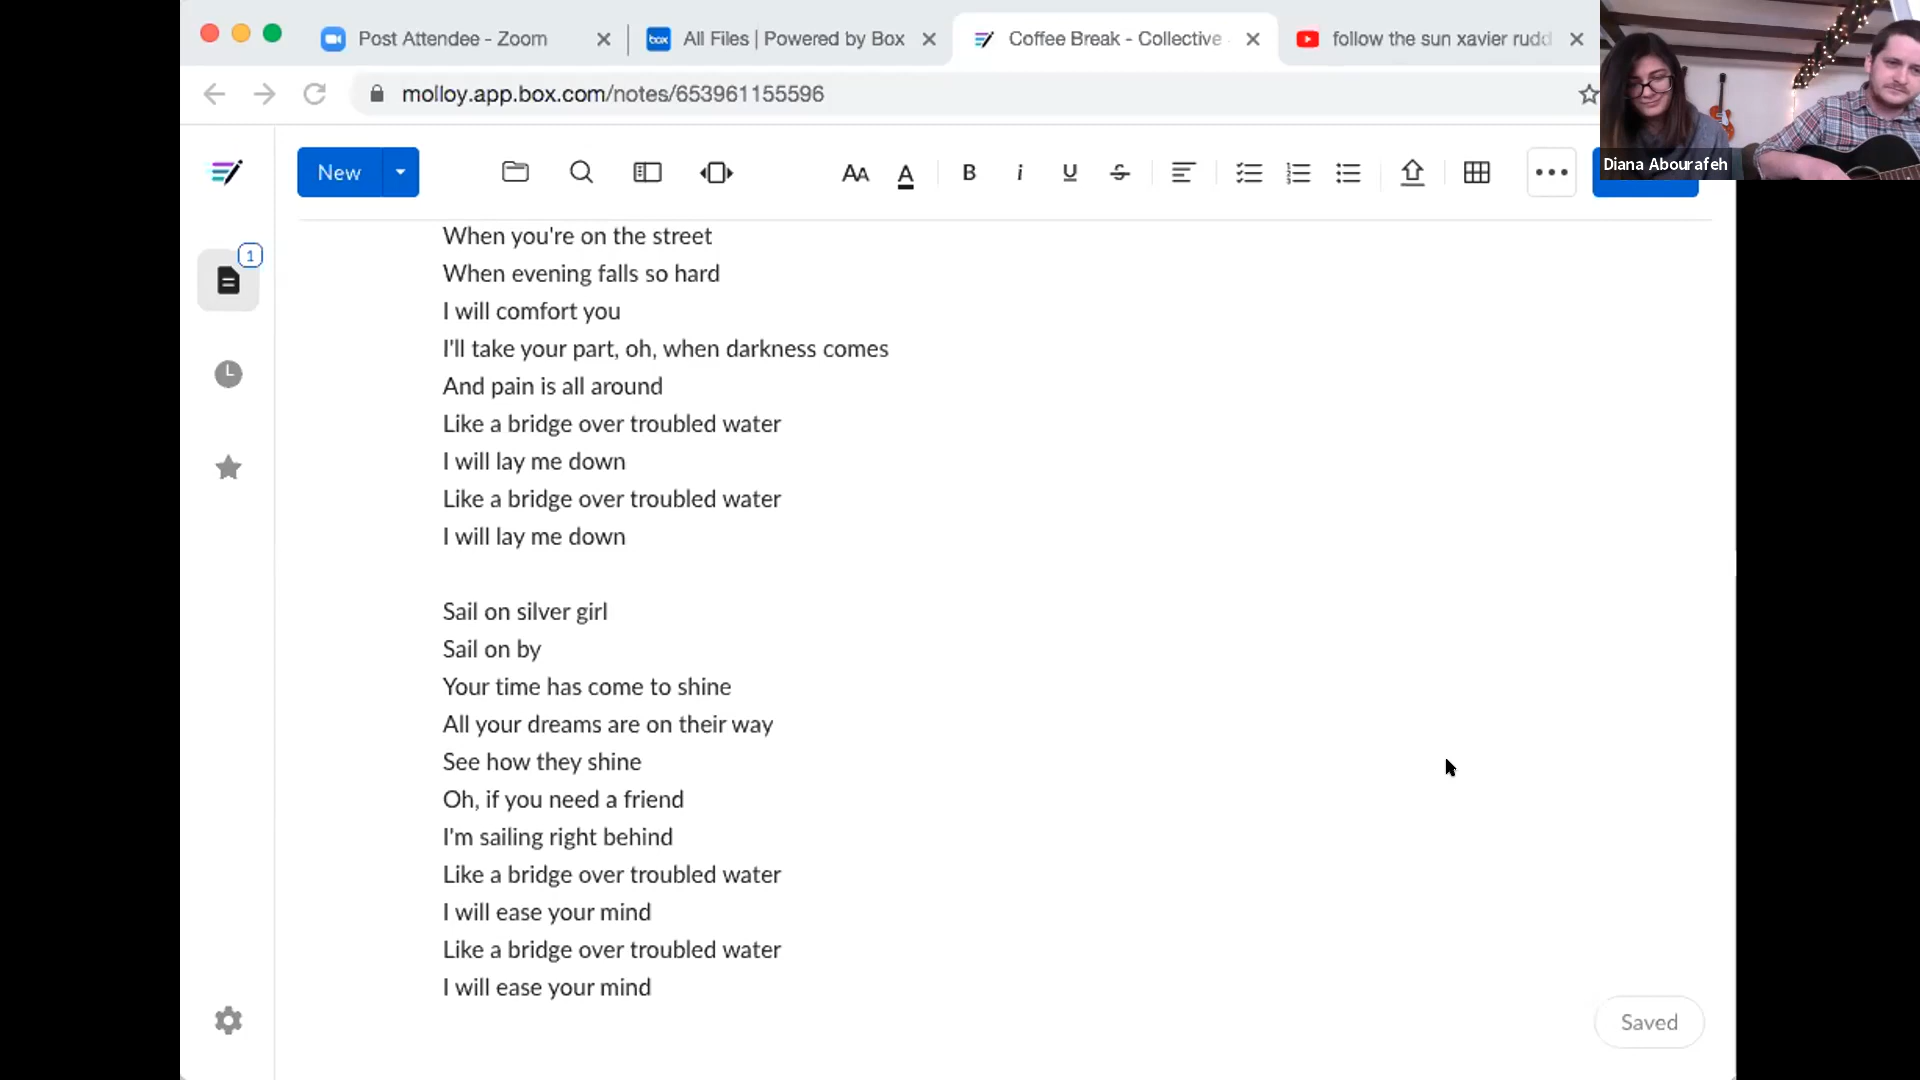 Post Attendee - Zoom
All Files | Powered by Box
Coffee Break - Collective
follow the sun xavier rudd
molloy.app.box.com/notes/653961155596
Diana Abourafeh
New
AA A B i U S
1
When you're on the street
When evening falls so hard
I will comfort you
I'll take your part, oh, when darkness comes
And pain is all around
Like a bridge over troubled water
I will lay me down
Like a bridge over troubled water
I will lay me down
Sail on silver girl
Sail on by
Your time has come to shine
All your dreams are on their way
See how they shine
Oh, if you need a friend
I'm sailing right behind
Like a bridge over troubled water
I will ease your mind
Like a bridge over troubled water
I will ease your mind
Saved